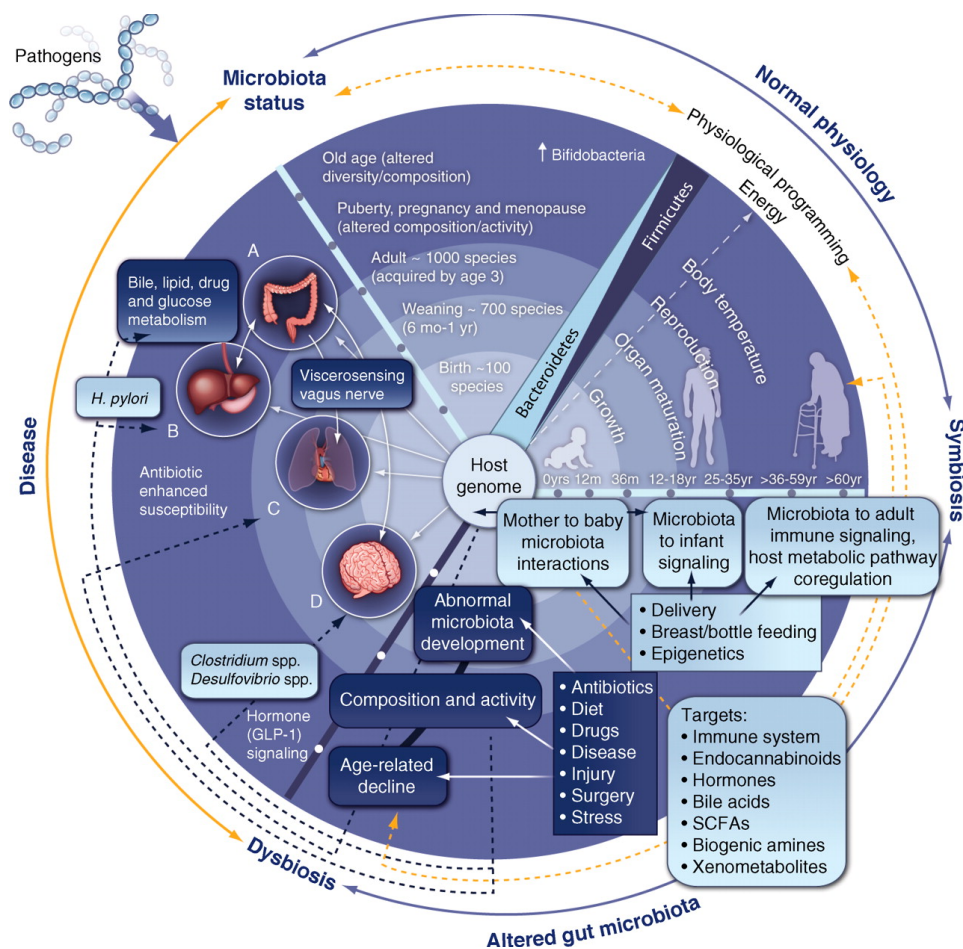 Pathogens
Microbiota
status
Normal physiology
Physiological programming
Energy
Old age (altered
diversity/composition)
↑ Bifidobacteria
Puberty, pregnancy and menopause
(altered composition/activity)
Adult ~ 1000 species
(acquired by age 3)
Weaning ~ 700 species
(6 mo-1 yr)
Birth ~100
species
Firmicutes
Bacteroidetes
Body temperature
Reproduction
Organ maturation
Growth
A
Bile, lipid, drug
and glucose
metabolism
Viscerosensing
vagus nerve
H. pylori
B
Disease
Antibiotic
enhanced
susceptibility
C
D
Host
genome
0yrs 12m 36m 12-18yr 25-35yr >36-59yr >60yr
Symbiosis
Mother to baby
microbiota
interactions
Microbiota
to infant
signaling
Microbiota to adult
immune signaling,
host metabolic pathway
coregulation
• Delivery
• Breast/bottle feeding
• Epigenetics
Abnormal
microbiota
development
Clostridium spp.
Desulfovibrio spp.
Composition and activity
Hormone
(GLP-1)
signaling
Age-related
decline
• Antibiotics
• Diet
• Drugs
• Disease
• Injury
• Surgery
• Stress
Targets:
• Immune system
• Endocannabinoids
• Hormones
• Bile acids
• SCFAs
• Biogenic amines
• Xenometabolites
Dysbiosis
Altered gut microbiota